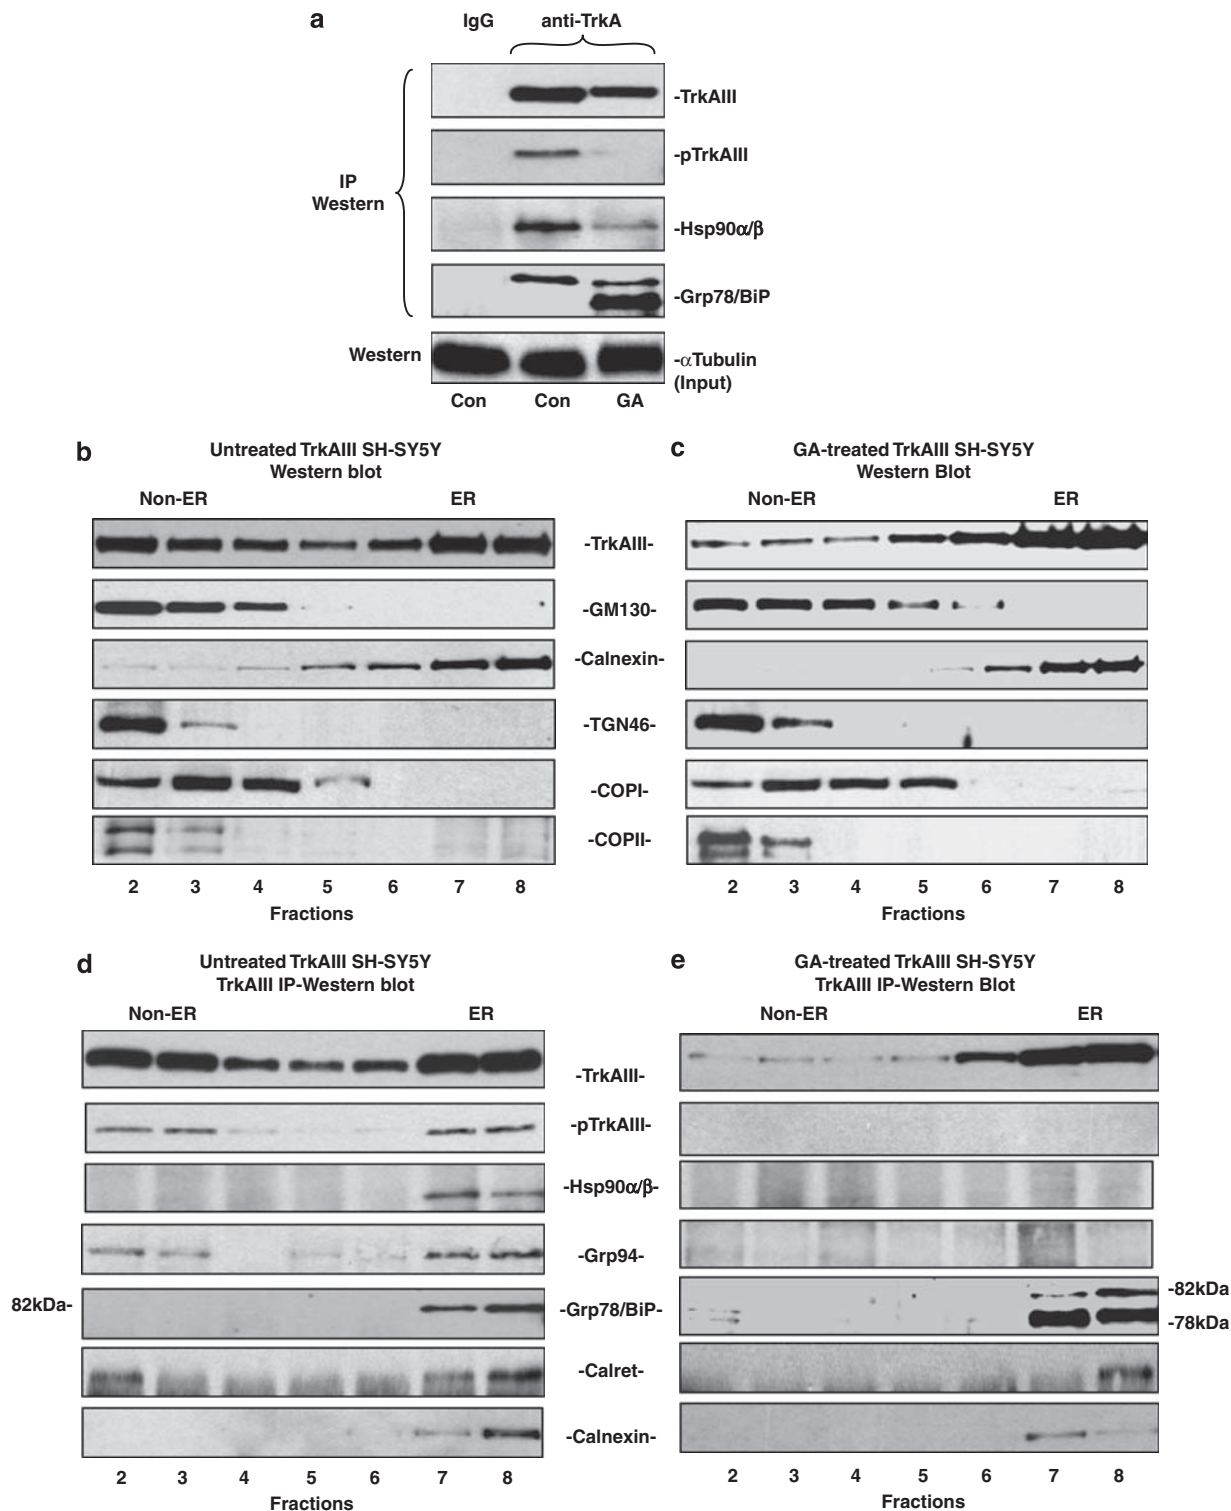 a
IgG
anti-TrkA
-TrkAIII
-pTrkAIII
IP
Western
-Hsp90α/β
-Grp78/BiP
Western
-αTubulin
(Input)
Con
Con
GA
b
Untreated TrkAIII SH-SY5Y
Western blot
Non-ER
ER
c
GA-treated TrkAIII SH-SY5Y
Western Blot
Non-ER
ER
-TrkAIII-
-GM130-
-Calnexin-
-TGN46-
-COPI-
-COPII-
2 3 4 5 6 7 8
Fractions
2 3 4 5 6 7 8
Fractions
d
Untreated TrkAIII SH-SY5Y
TrkAIII IP-Western blot
Non-ER
ER
e
GA-treated TrkAIII SH-SY5Y
TrkAIII IP-Western Blot
Non-ER
ER
-TrkAIII-
-pTrkAIII-
-Hsp90α/β-
-Grp94-
82kDa-
-Grp78/BiP-
-82kDa
-78kDa
-Calret-
-Calnexin-
2 3 4 5 6 7 8
Fractions
2 3 4 5 6 7 8
Fractions